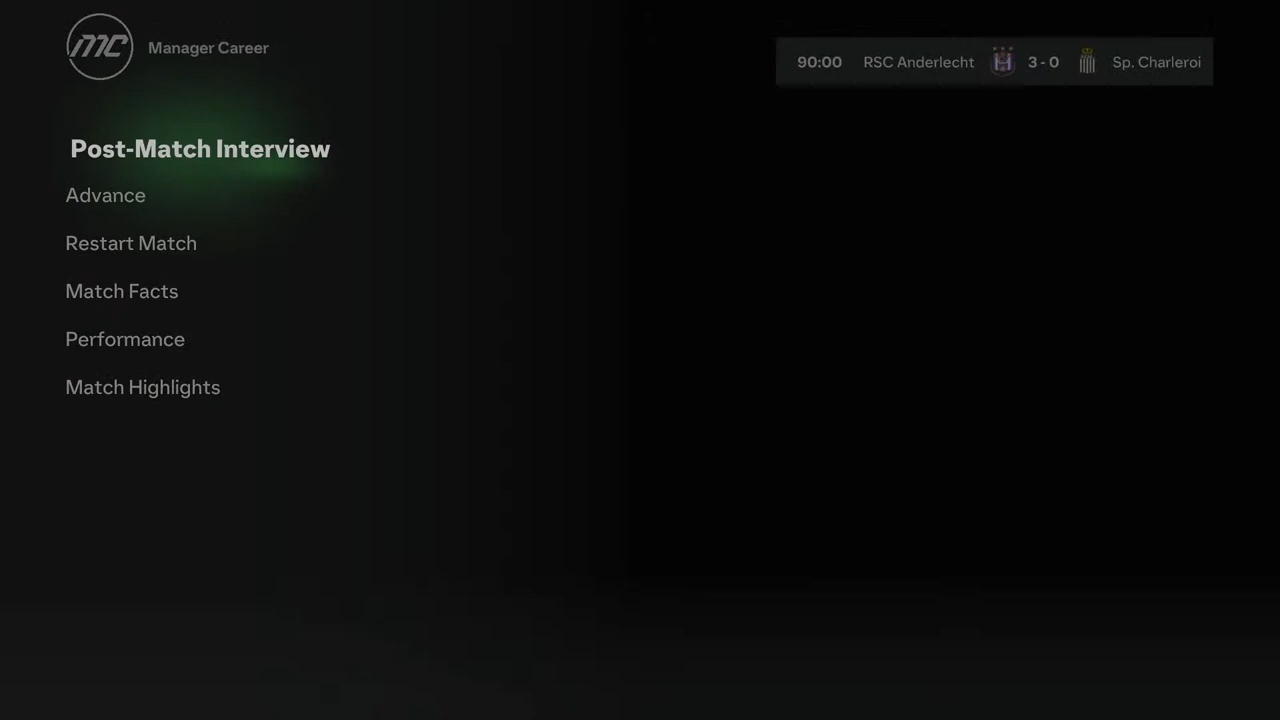 MC Manager Career
90:00 RSC Anderlecht 3 - 0 Sp. Charleroi
Post-Match Interview
Advance
Restart Match
Match Facts
Performance
Match Highlights